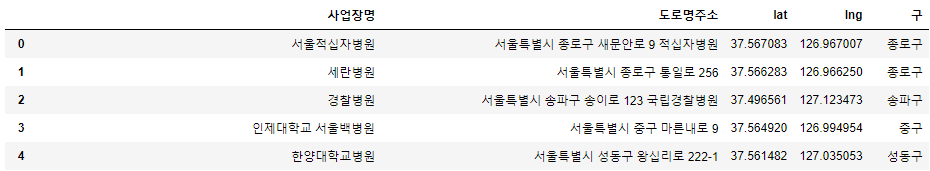 사업장명 도로명주소 lat lng 구
0 서울적십자병원 서울특별시 종로구 새문안로 9 적십자병원 37.567083 126.967007 종로구
1 세란병원 서울특별시 종로구 통일로 256 37.566283 126.966250 종로구
2 경찰병원 서울특별시 송파구 송이로 123 국립경찰병원 37.496561 127.123473 송파구
3 인제대학교 서울백병원 서울특별시 중구 마른내로 9 37.564920 126.994954 중구
4 한양대학교병원 서울특별시 성동구 왕십리로 222-1 37.561482 127.035053 성동구